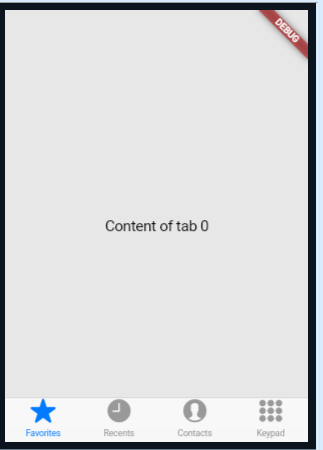 DEBUG
Content of tab 0
Favorites
Recents
Contacts
Keypad